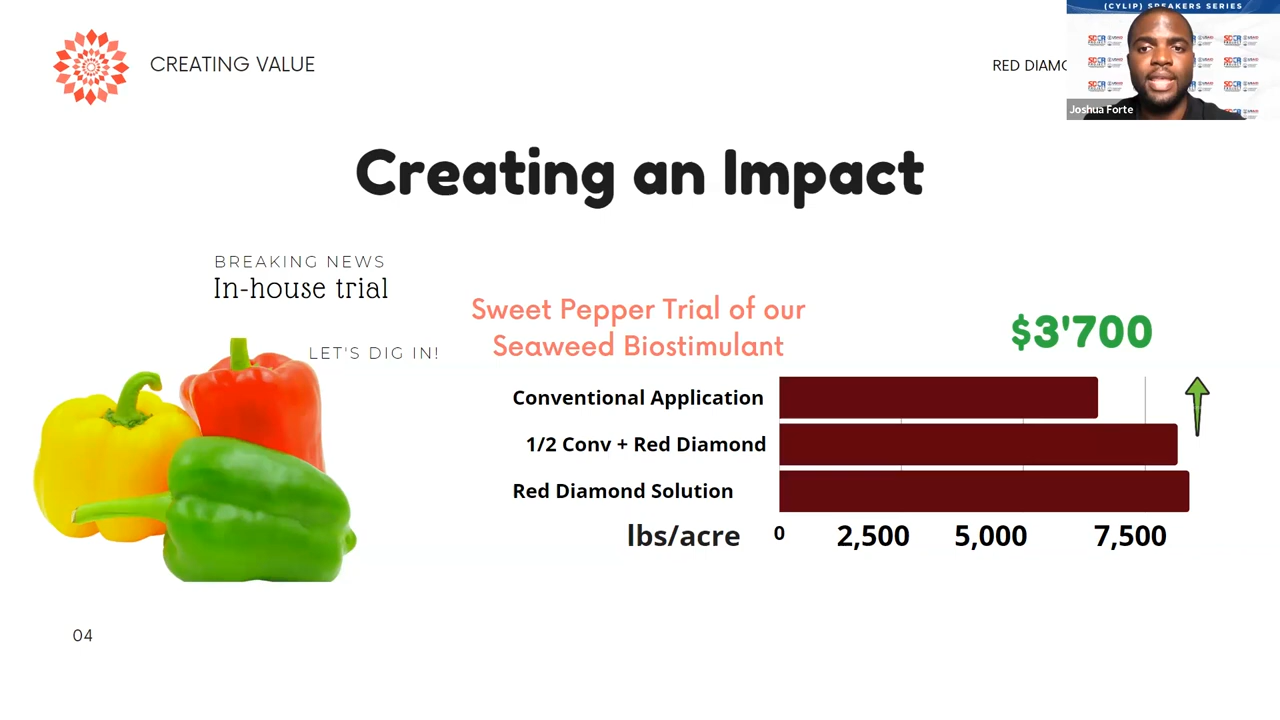 (CYLIP) SPEAKERS SERIES
CREATING VALUE
RED DIAMO
Joshua Forte
Creating an Impact
BREAKING NEWS
In-house trial
LET'S DIG IN!
Sweet Pepper Trial of our
Seaweed Biostimulant
$3'700
Conventional Application
1/2 Conv + Red Diamond
Red Diamond Solution
lbs/acre
0
2,500
5,000
7,500
04